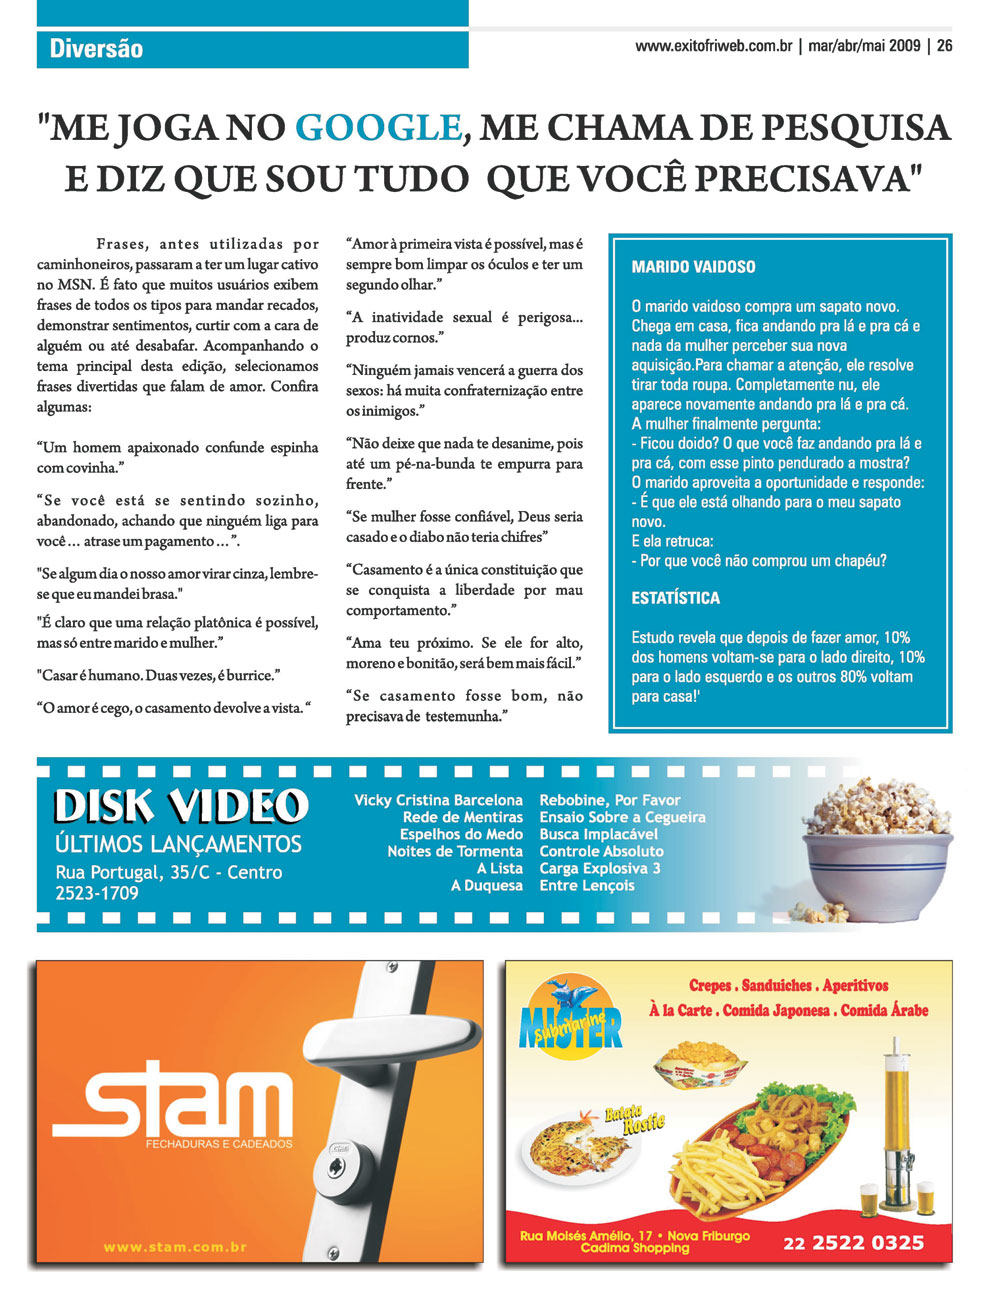 Diversão
www.exitofriweb.com.br | mar/abr/mai 2009 | 26
"ME JOGA NO GOOGLE, ME CHAMA DE PESQUISA
E DIZ QUE SOU TUDO QUE VOCÊ PRECISAVA"
Frases, antes utilizadas por
caminhoneiros, passaram a ter um lugar cativo
no MSN. É fato que muitos usuários exibem
frases de todos os tipos para mandar recados,
demonstrar sentimentos, curtir com a cara de
alguém ou até desabafar. Acompanhando o
tema principal desta edição, selecionamos
frases divertidas que falam de amor. Confira
algumas:
“Um homem apaixonado confunde espinha
com covinha.”
“Se você está se sentindo sozinho,
abandonado, achando que ninguém liga para
você... atrase um pagamento...”.
"Se algum dia o nosso amor virar cinza, lembre-
se que eu mandei brasa."
"É claro que uma relação platônica é possível,
mas só entre marido e mulher.”
"Casar é humano. Duas vezes, é burrice.”
“O amor é cego, o casamento devolve a vista. “
“Amor à primeira vista é possível, mas é
sempre bom limpar os óculos e ter um
segundo olhar.”
“A inatividade sexual é perigosa...
produz cornos.”
“Ninguém jamais vencerá a guerra dos
sexos: há muita confraternização entre
os inimigos.”
“Não deixe que nada te desanime, pois
até um pé-na-bunda te empurra para
frente.”
“Se mulher fosse confiável, Deus seria
casado e o diabo não teria chifres”
“Casamento é a única constituição que
se conquista a liberdade por mau
comportamento.”
“Ama teu próximo. Se ele for alto,
moreno e bonitão, será bem mais fácil.”
“Se casamento fosse bom, não
precisava de testemunha.”
MARIDO VAIDOSO
O marido vaidoso compra um sapato novo.
Chega em casa, fica andando pra lá e pra cá e
nada da mulher perceber sua nova
aquisição.Para chamar a atenção, ele resolve
tirar toda roupa. Completamente nu, ele
aparece novamente andando pra lá e pra cá.
A mulher finalmente pergunta:
- Ficou doido? O que você faz andando pra lá e
pra cá, com esse pinto pendurado a mostra?
O marido aproveita a oportunidade e responde:
- É que ele está olhando para o meu sapato
novo.
E ela retruca:
- Por que você não comprou um chapéu?
ESTATÍSTICA
Estudo revela que depois de fazer amor, 10%
dos homens voltam-se para o lado direito, 10%
para o lado esquerdo e os outros 80% voltam
para casa!'
DISK VIDEO
ÚLTIMOS LANÇAMENTOS
Rua Portugal, 35/C - Centro
2523-1709
Vicky Cristina Barcelona
Rede de Mentiras
Espelhos do Medo
Noites de Tormenta
A Lista
A Duquesa
Rebobine, Por Favor
Ensaio Sobre a Cegueira
Busca Implacável
Controle Absoluto
Carga Explosiva 3
Entre Lençois
stam
FECHADURAS E CADEADOS
www.stam.com.br
MISTER
Submarine
Crepes . Sanduiches . Aperitivos
À la Carte . Comida Japonesa . Comida Árabe
Batata
Rostie
Rua Moisés Amélio, 17 • Nova Friburgo
Cadima Shopping
22 2522 0325